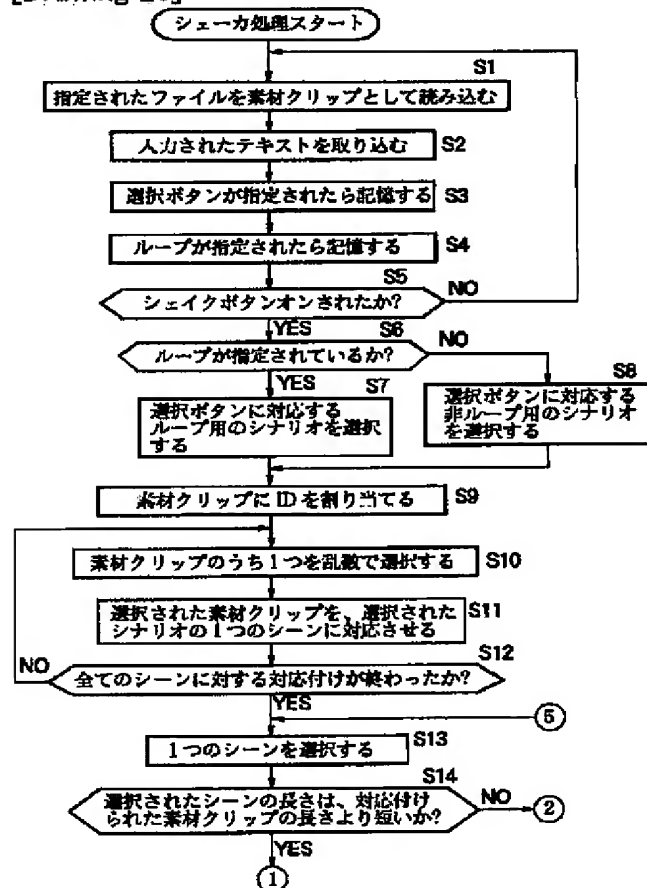 シェーカ処理スタート
S1
指定されたファイルを素材クリップとして読み込む
入力されたテキストを取り込む
S2
選択ボタンが指定されたら記憶する
S3
ループが指定されたら記憶する
S4
S5
シェイクボタンオンされたか?
NO
YES
S6
ループが指定されているか?
NO
YES
S7
S8
選択ボタンに対応する
ループ用のシナリオを選択
する
選択ボタンに対応する
非ループ用のシナリオ
を選択する
素材クリップにIDを割り当てる
S9
素材クリップのうち1つを乱数で選択する
S10
選択された素材クリップを、選択された
シナリオの1つのシーンに対応させる
S11
S12
NO
全てのシーンに対する対応付けが終わったか?
YES
⑤
1つのシーンを選択する
S13
S14
選択されたシーンの長さは、対応付け
られた素材クリップの長さより短いか?
NO
②
YES
①